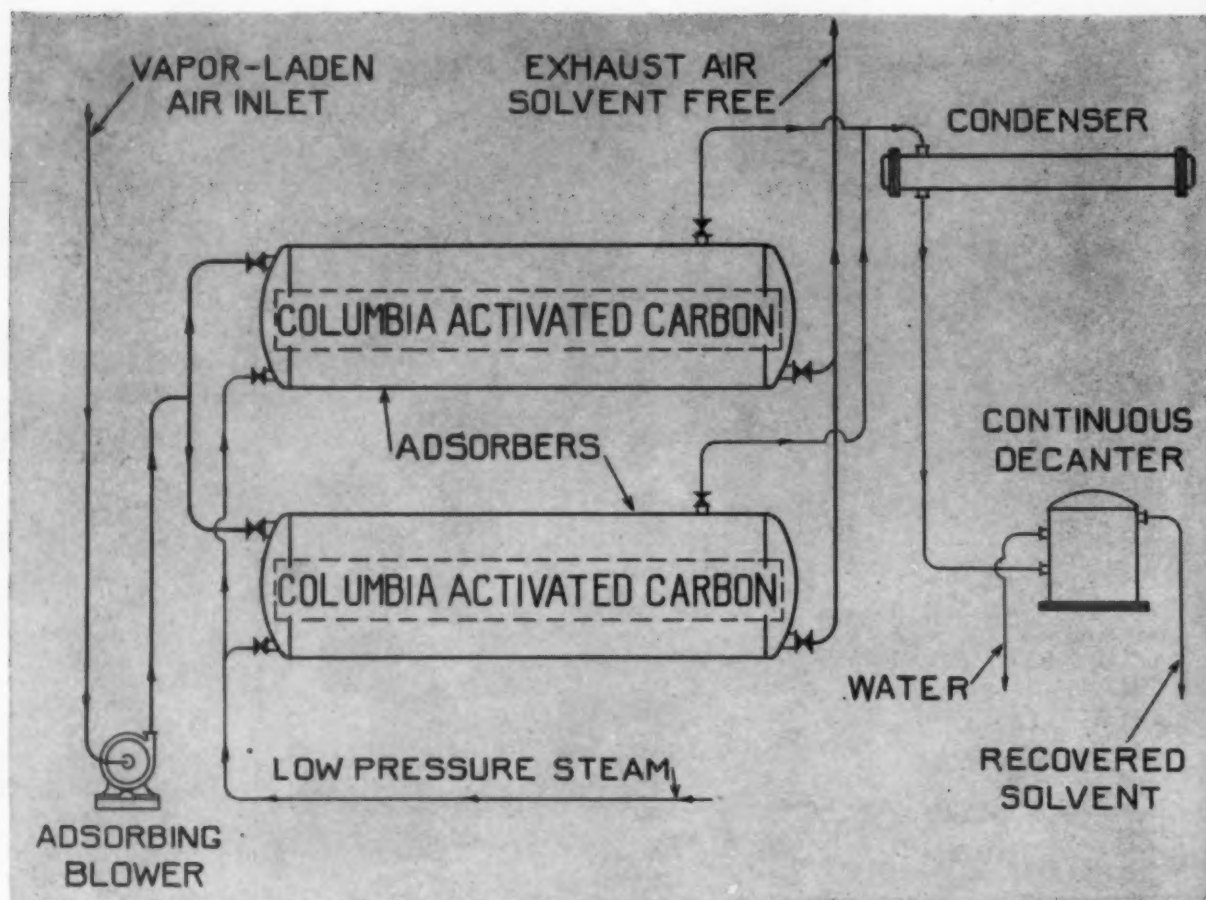 VAPOR-LADEN
AIR INLET
EXHAUST AIR
SOLVENT FREE
CONDENSER
COLUMBIA ACTIVATED CARBON
ADSORBERS
CONTINUOUS
DECANTER
COLUMBIA ACTIVATED CARBON
WATER
LOW PRESSURE STEAM
RECOVERED
SOLVENT
ADSORBING
BLOWER